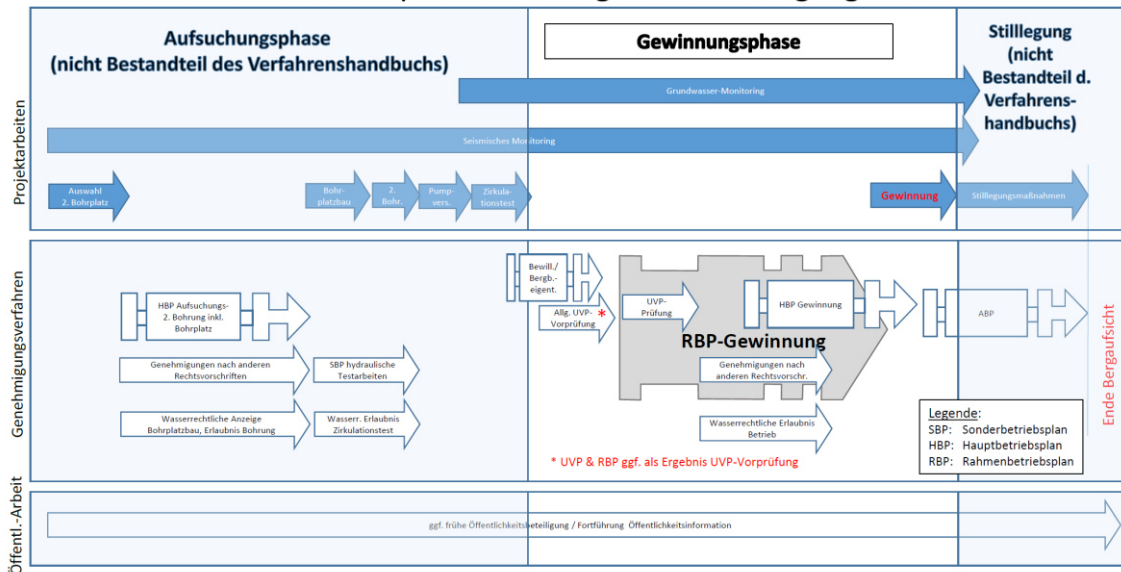 Aufsuchungsphase
(nicht Bestandteil des Verfahrenshandbuchs)
Gewinnungsphase
Stilllegung
(nicht
Bestandteil d.
Verfahrens-
handbuchs)
Projektarbeiten
Grundwasser-Monitoring
Seismisches Monitoring
Auswahl
2. Bohrplatz
Bohr-
platzbau
2.
Bohr.
Pump-
vers.
Zirkula-
tionstest
Gewinnung
Stilllegungsmaßnahmen
Genehmigungsverfahren
HBP Aufsuchungs-
2. Bohrung inkl.
Bohrplatz
Genehmigungen nach anderen
Rechtsvorschriften
SBP hydraulische
Testarbeiten
Wasserrechtliche Anzeige
Bohrplatzbau, Erlaubnis Bohrung
Wasserr. Erlaubnis
Zirkulationstest
Bewill./
Bergb.-
eigent.
Allg. UVP-
Vorprüfung *
UVP-
Prüfung
HBP Gewinnung
RBP-Gewinnung
Genehmigungen nach
anderen Rechtsvorschr.
Wasserrechtliche Erlaubnis
Betrieb
* UVP & RBP ggf. als Ergebnis UVP-Vorprüfung
ABP
Ende Bergaufsicht
Legende:
SBP: Sonderbetriebsplan
HBP: Hauptbetriebsplan
RBP: Rahmenbetriebsplan
Öffentl.-Arbeit
ggf. frühe Öffentlichkeitsbeteiligung / Fortführung Öffentlichkeitsinformation